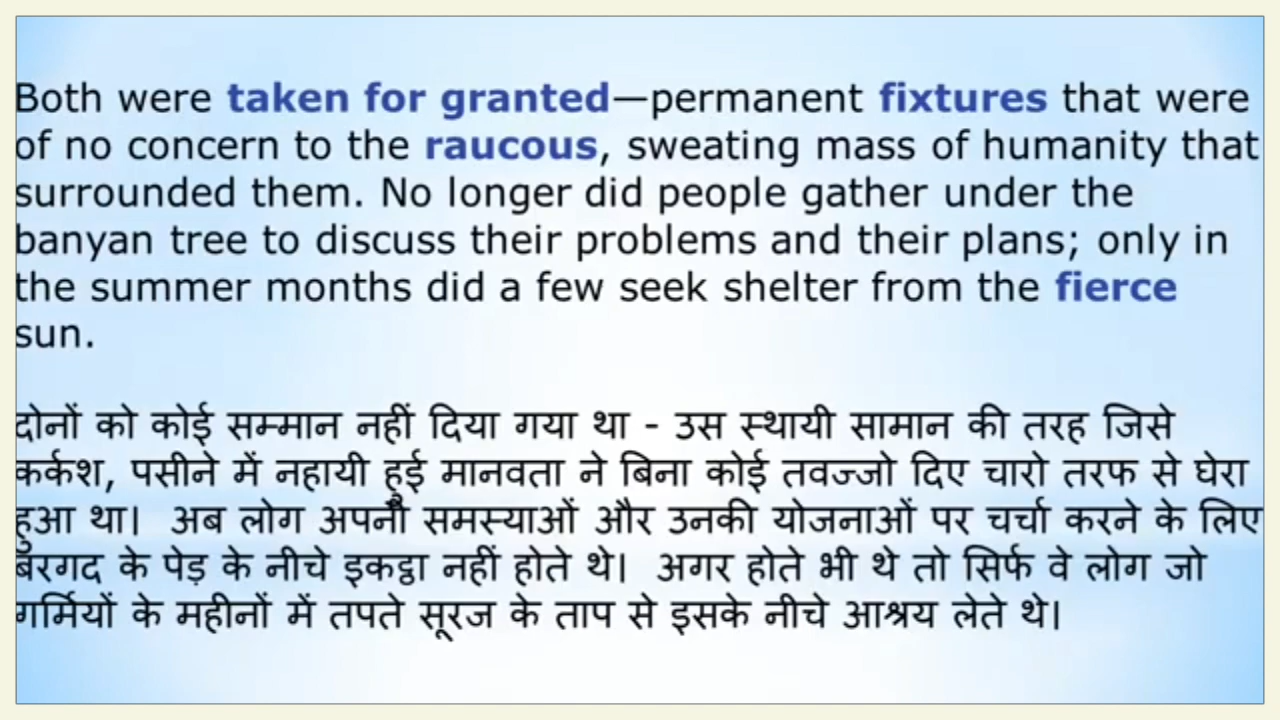 Both were taken for granted—permanent fixtures that were
of no concern to the raucous, sweating mass of humanity that
surrounded them. No longer did people gather under the
banyan tree to discuss their problems and their plans; only in
the summer months did a few seek shelter from the fierce
sun.
दोनों को कोई सम्मान नहीं दिया गया था - उस स्थायी सामान की तरह जिसे
कर्कश, पसीने में नहायी हुई मानवता ने बिना कोई तवज्जो दिए चारो तरफ से घेरा
हुआ था। अब लोग अपनी समस्याओं और उनकी योजनाओं पर चर्चा करने के लिए
बरगद के पेड़ के नीचे इकट्ठा नहीं होते थे। अगर होते भी थे तो सिर्फ वे लोग जो
गर्मियों के महीनों में तपते सूरज के ताप से इसके नीचे आश्रय लेते थे।